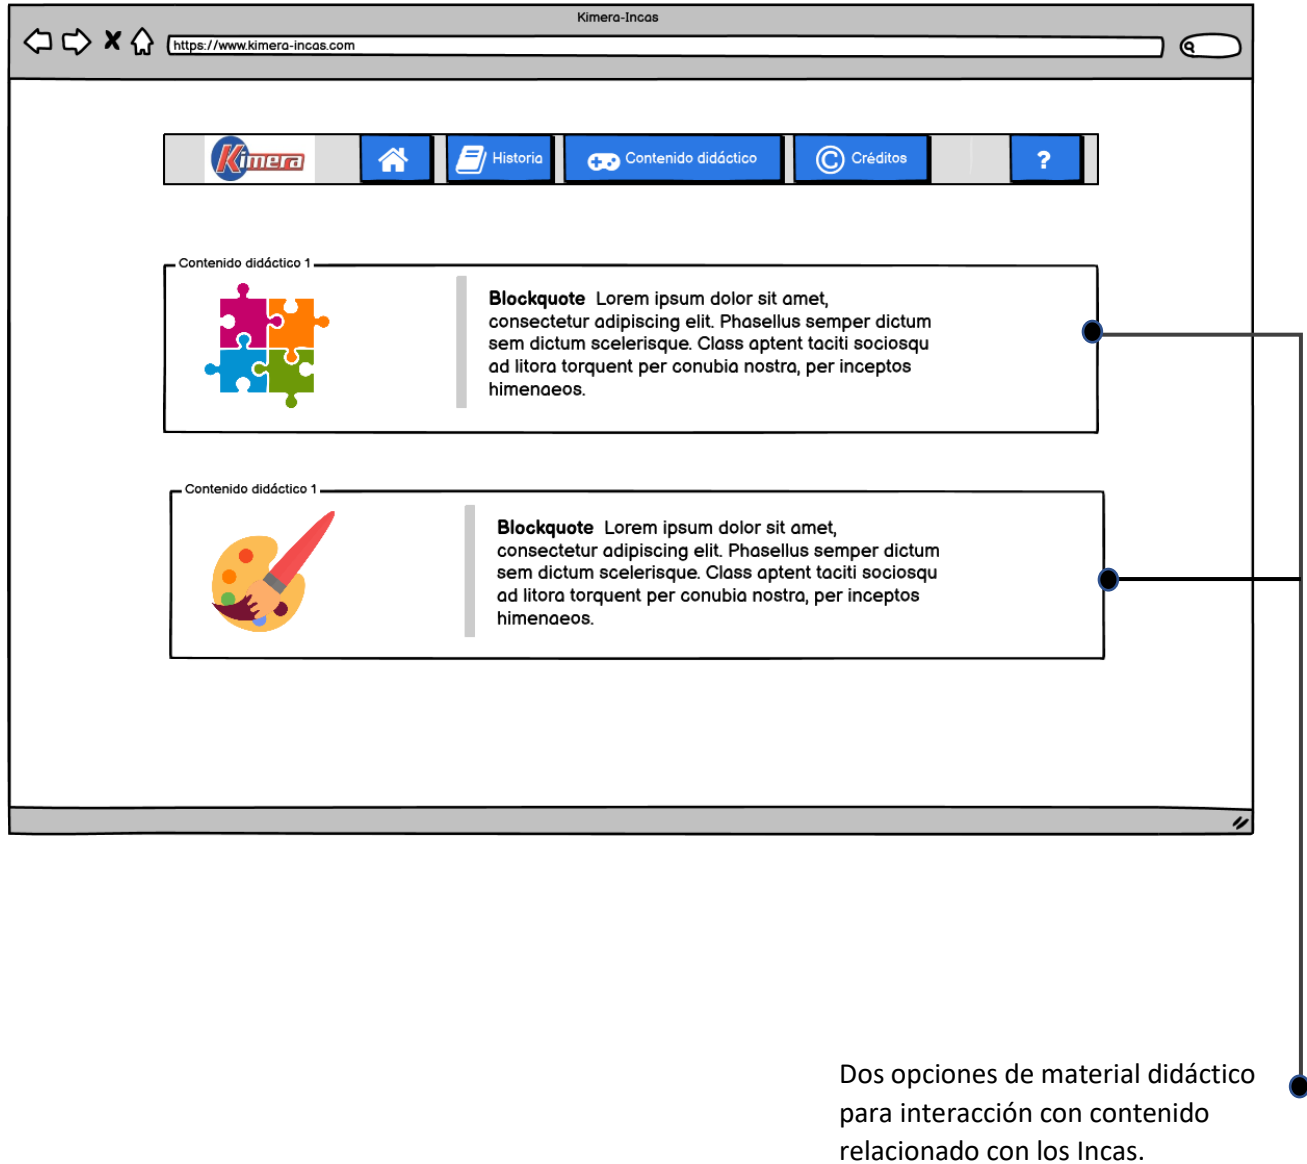 Kimera-Incas
https://www.kimera-incas.com
Kimera
Historia
Contenido didáctico
Créditos
?
Contenido didáctico 1
Blockquote Lorem ipsum dolor sit amet,
consectetur adipiscing elit. Phasellus semper dictum
sem dictum scelerisque. Class aptent taciti sociosqu
ad litora torquent per conubia nostra, per inceptos
himenaeos.
Contenido didáctico 1
Blockquote Lorem ipsum dolor sit amet,
consectetur adipiscing elit. Phasellus semper dictum
sem dictum scelerisque. Class aptent taciti sociosqu
ad litora torquent per conubia nostra, per inceptos
himenaeos.
Dos opciones de material didáctico
para interacción con contenido
relacionado con los Incas.